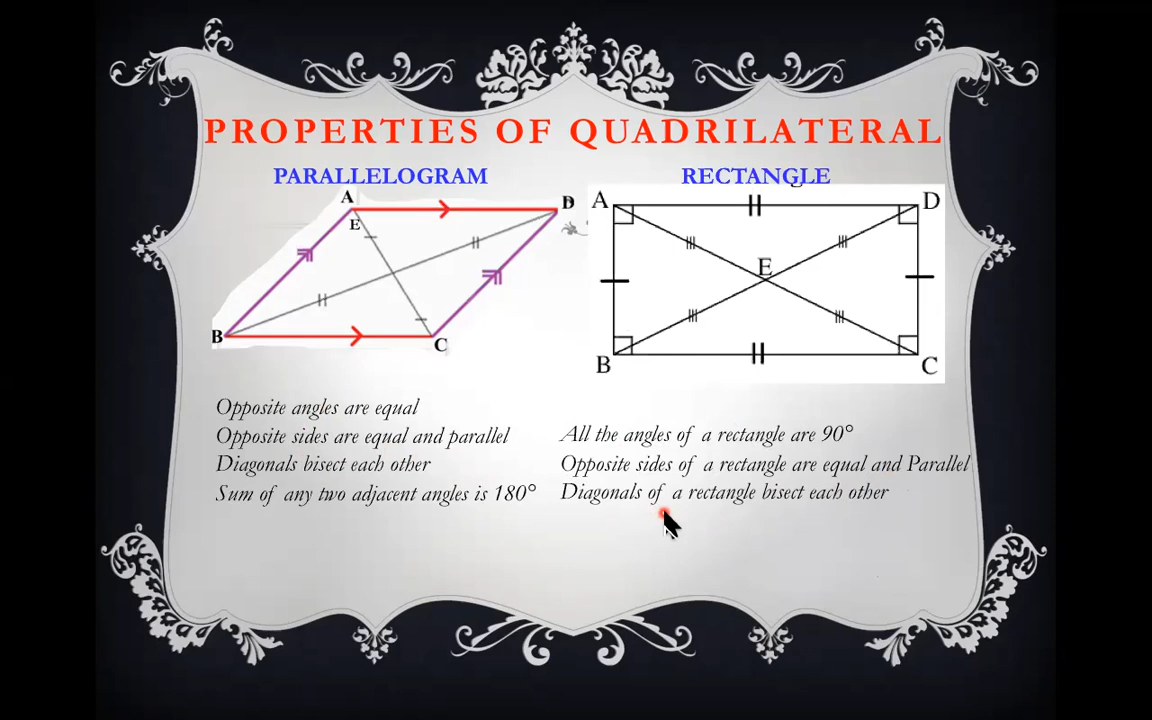 PROPERTIES OF QUADRILATERAL
PARALLELOGRAM
A
D
E
B
C
Opposite angles are equal
Opposite sides are equal and parallel
Diagonals bisect each other
Sum of any two adjacent angles is 180°
RECTANGLE
A
D
E
B
C
All the angles of a rectangle are 90°
Opposite sides of a rectangle are equal and Parallel
Diagonals of a rectangle bisect each other